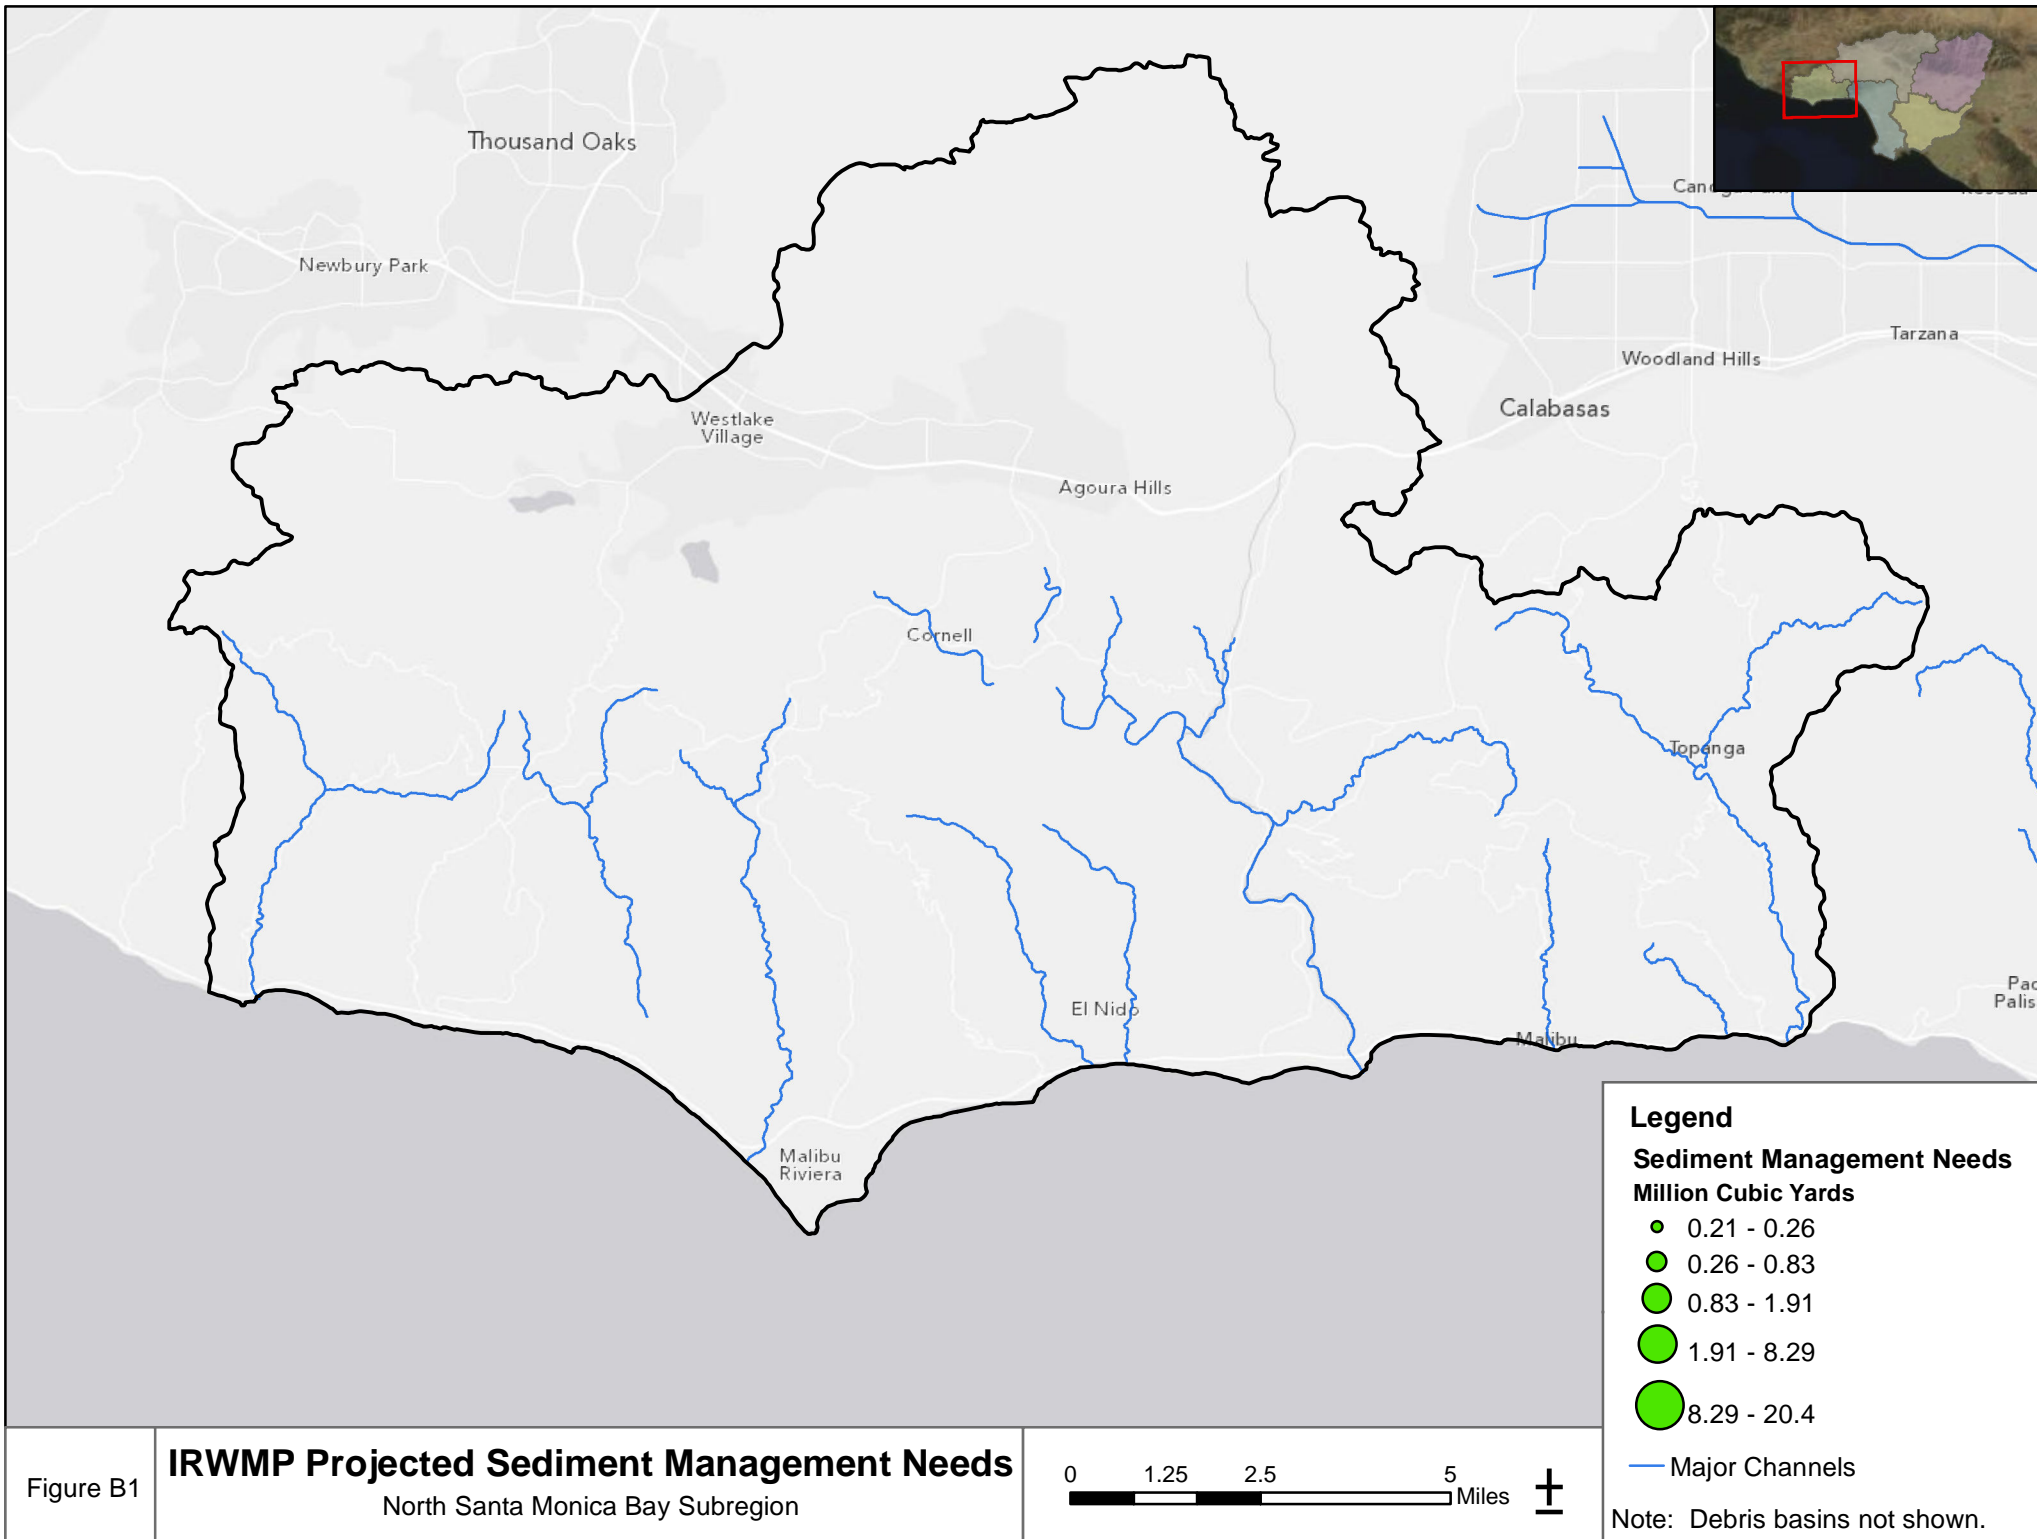 Thousand Oaks
Newbury Park
Tarzana
Woodland Hills
Calabasas
Westlake
Village
Agoura Hills
Cornell
Topanga
El Nido
Malibu
Malibu
Riviera
Legend
Sediment Management Needs
Million Cubic Yards
0.21 - 0.26
0.26 - 0.83
0.83 - 1.91
1.91 - 8.29
8.29 - 20.4
Major Channels
Note: Debris basins not shown.
Figure B1
IRWMP Projected Sediment Management Needs
North Santa Monica Bay Subregion
0 1.25 2.5 5
Miles